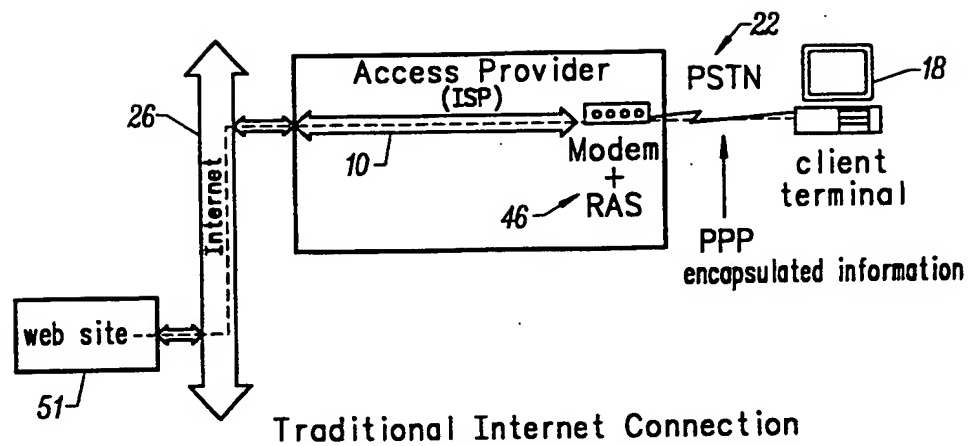 22
Access Provider
(ISP)
PSTN
18
26
10
Modem
+
RAS
46
client
terminal
Internet
PPP
encapsulated information
web site
51
Traditional Internet Connection